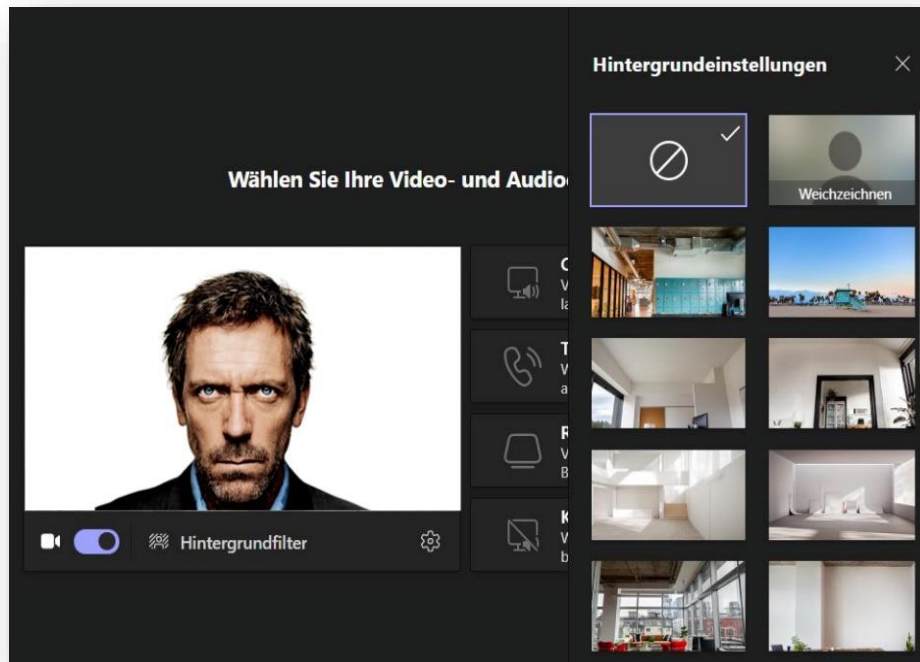 Hintergrundeinstellungen
Weichzeichnen
Wählen Sie Ihre Video- und Audio
Hintergrundfilter